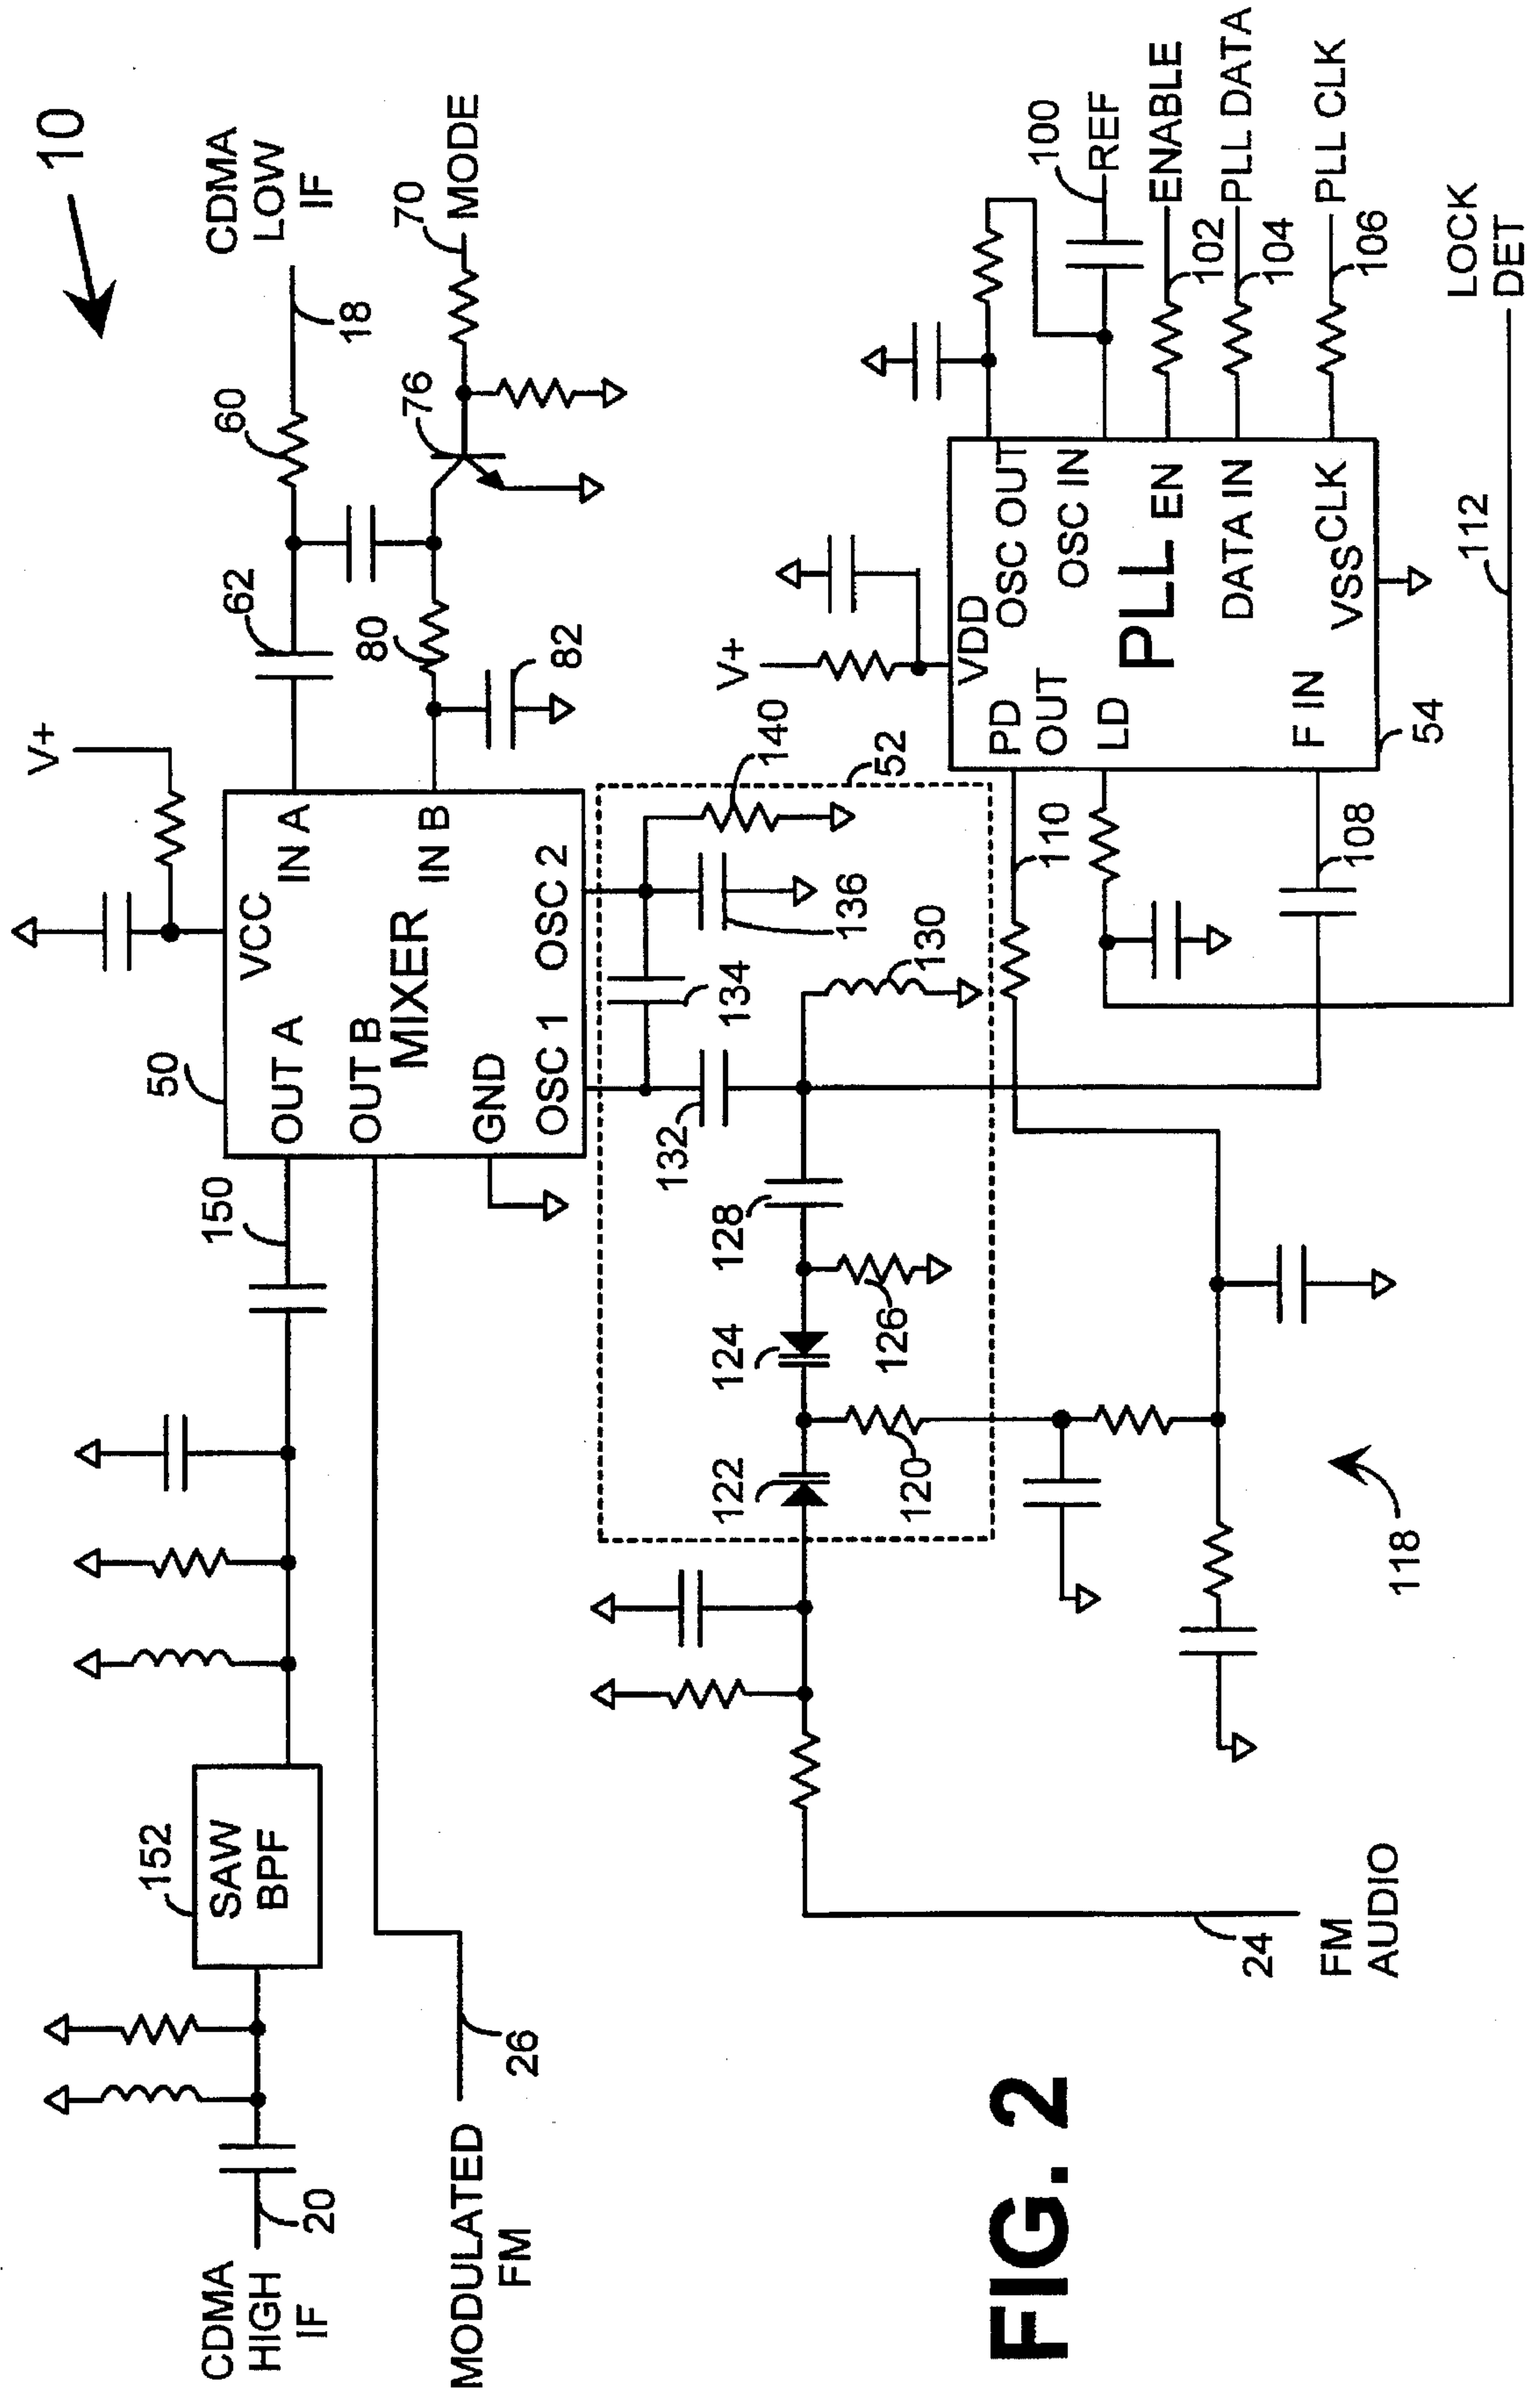 10
CDMA
LOW
IF
18
60
62
V+
70
MODE
76
80
82
50
VCC
IN A
OUT A
OUT B
MIXER
IN B
GND
OSC 1
OSC 2
150
152
SAW
BPF
CDMA
HIGH
IF
20
MODULATED
FM
26
52
140
136
134
132
130
128
126
124
122
120
118
24
FM
AUDIO
V+
VDD
OSC OUT
OSC IN
PLL
EN
DATA IN
CLK
VSS
PD
OUT
LD
F IN
54
100
REF
ENABLE
102
PLL DATA
104
PLL CLK
106
108
110
112
LOCK
DET
FIG. 2